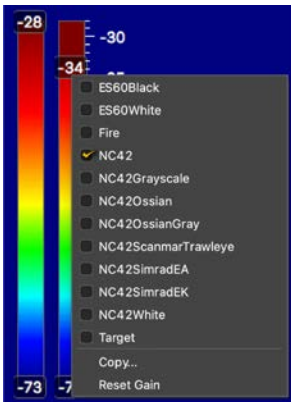 -28
-30
-34
ES60Black
ES60White
Fire
NC42
NC42Grayscale
NC42Ossian
NC42OssianGray
NC42ScanmarTrawleye
NC42SimradEA
NC42SimradEK
NC42White
Target
Copy...
Reset Gain
-73